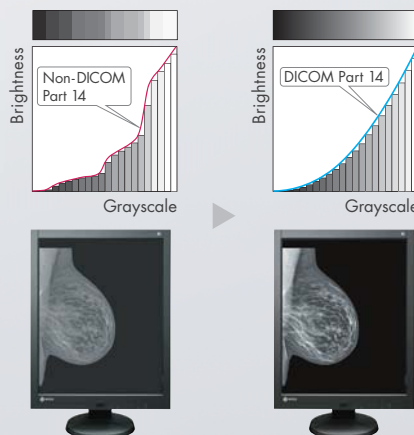 Brightness
Non-DICOM
Part 14
Grayscale
Brightness
DICOM Part 14
Grayscale